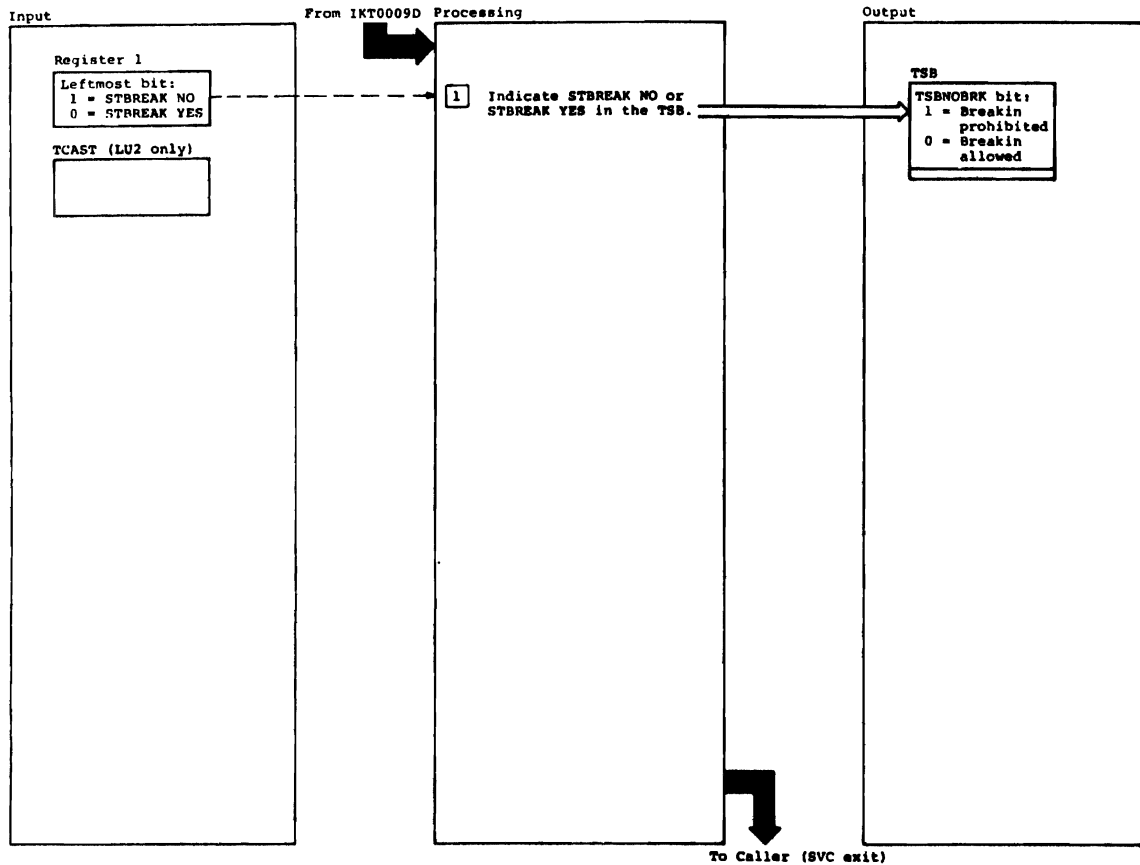 Input
From IKT0009D
Processing
Output
Register 1
Leftmost bit:
1 = STBREAK NO
0 = STBREAK YES
TCAST (LU2 only)
1
Indicate STBREAK NO or
STBREAK YES in the TSB.
TSB
TSBNOBRK bit:
1 = Breakin
prohibited
0 = Breakin
allowed
To Caller (SVC exit)